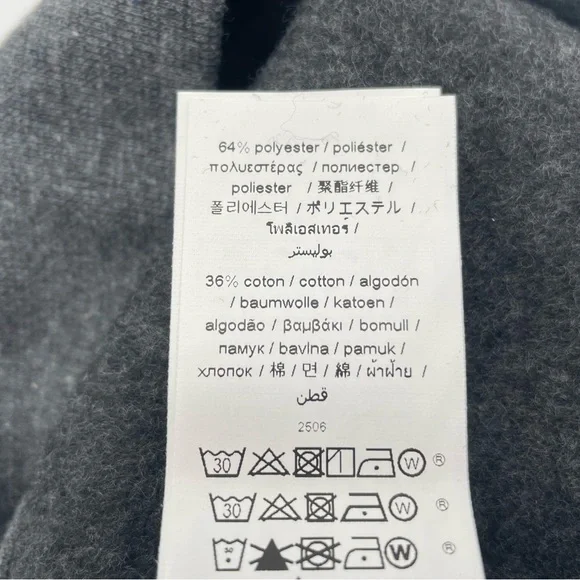 64% polyester / poliéster /
πολυεστέρας / полиестер /
poliester / 聚酯纤维 /
폴리에스터 / ポリエステル /
โพลิเอสเทอร์ /
بوليستر
36% coton / cotton / algodón
/ baumwolle / katoen /
algodão / βαμβάκι / bomull /
памук / bavlna / pamuk /
хлопок / 棉 / 면 / 綿 / ผ้าฝ้าย /
قطن
2506
30 W ®
30 W ®
W ®